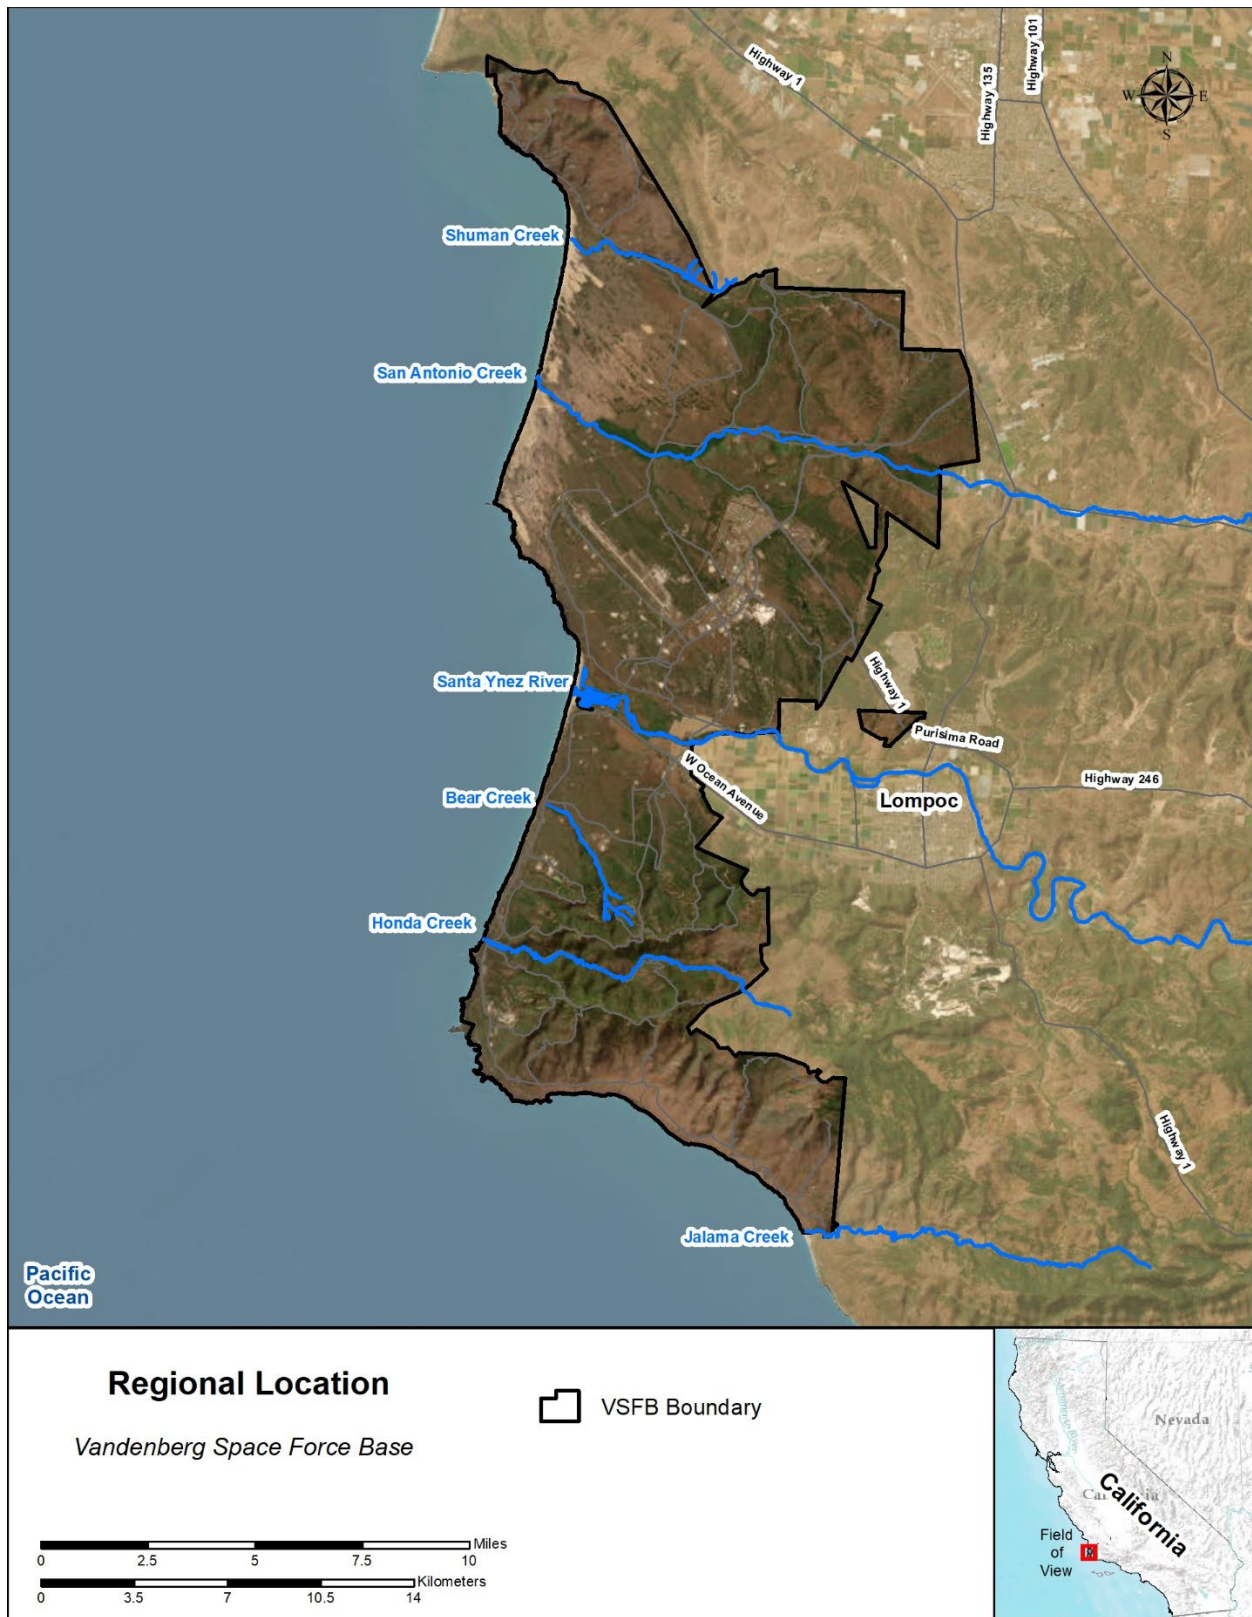 Highway 1
Highway 135
Highway 101
N
W
E
S
Shuman Creek
San Antonio Creek
Santa Ynez River
Highway 1
Purisima Road
W Ocean Avenue
Highway 246
Bear Creek
Lompoc
Honda Creek
Highway 1
Jalama Creek
Pacific
Ocean
Regional Location
Vandenberg Space Force Base
VSFB Boundary
Miles
0
2.5
5
7.5
10
Kilometers
0
3.5
7
10.5
14
Nevada
California
Field
of
View